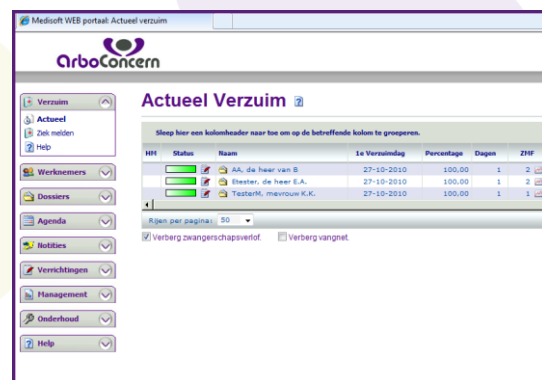 Medisoft WEB portaal: Actueel verzuim
ArboConcern
Verzuim
Actueel
Ziek melden
Help
Werknemers
Dossiers
Agenda
Notities
Verrichtingen
Management
Onderhoud
Help
Actueel Verzuim
Sleep hier een kolomheader naar toe om op de betreffende kolom te groeperen.
HM Status Naam 1e Verzuimdag Percentage Dagen ZMF
AA, de heer van B 27-10-2010 100,00 1 2
Etester, de heer E.A. 27-10-2010 100,00 1 2
TesterM, mevrouw K.K. 27-10-2010 100,00 1 1
Rijen per pagina: 50
Verberg zwangerschapsverlof. Verberg vangnet.